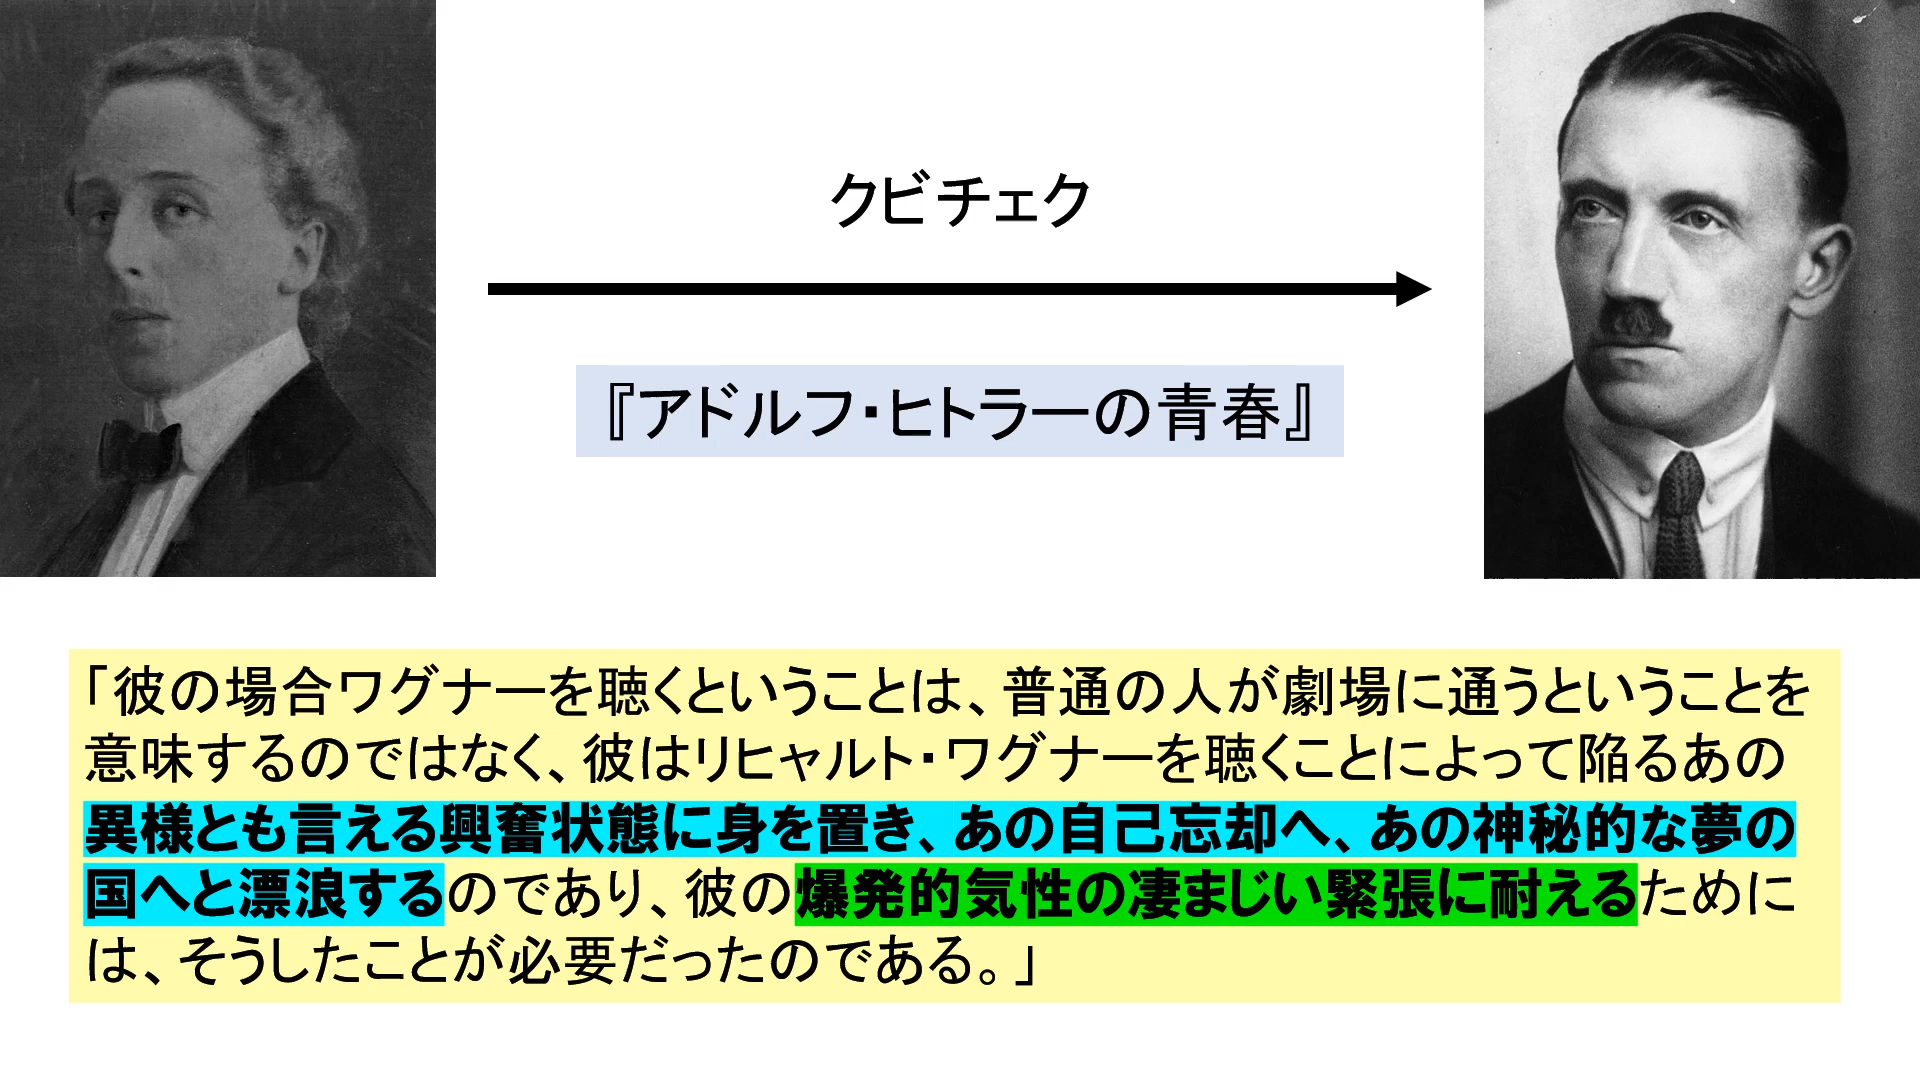 クビチェク
『アドルフ・ヒトラーの青春』
「彼の場合ワグナーを聴くということは、普通の人が劇場に通うということを
意味するのではなく、彼はリヒャルト・ワグナーを聴くことによって陥るあの
異様とも言える興奮状態に身を置き、あの自己忘却へ、あの神秘的な夢の
国へと漂浪するのであり、彼の爆発的気性の凄まじい緊張に耐えるために
は、そうしたことが必要だったのである。」